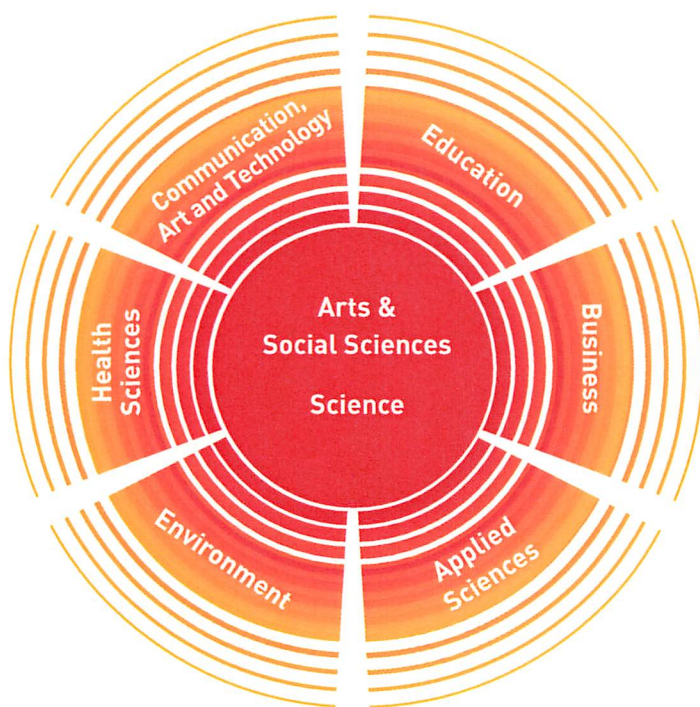 Communication,
Art and Technology
Education
Business
Applied
Sciences
Environment
Health
Sciences
Arts &
Social Sciences
Science